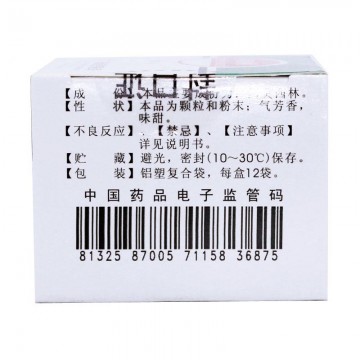 【成 份】本品主要成份为
林。
【性 状】本品为颗粒和粉末；气芳香，
味甜。
【不良反应】、【禁忌】、【注意事项】
详见说明书。
【贮 藏】避光，密封(10～30℃)保存。
【包 装】铝塑复合袋，每盒12袋。
中国药品电子监管码
81325 87005 71158 36875